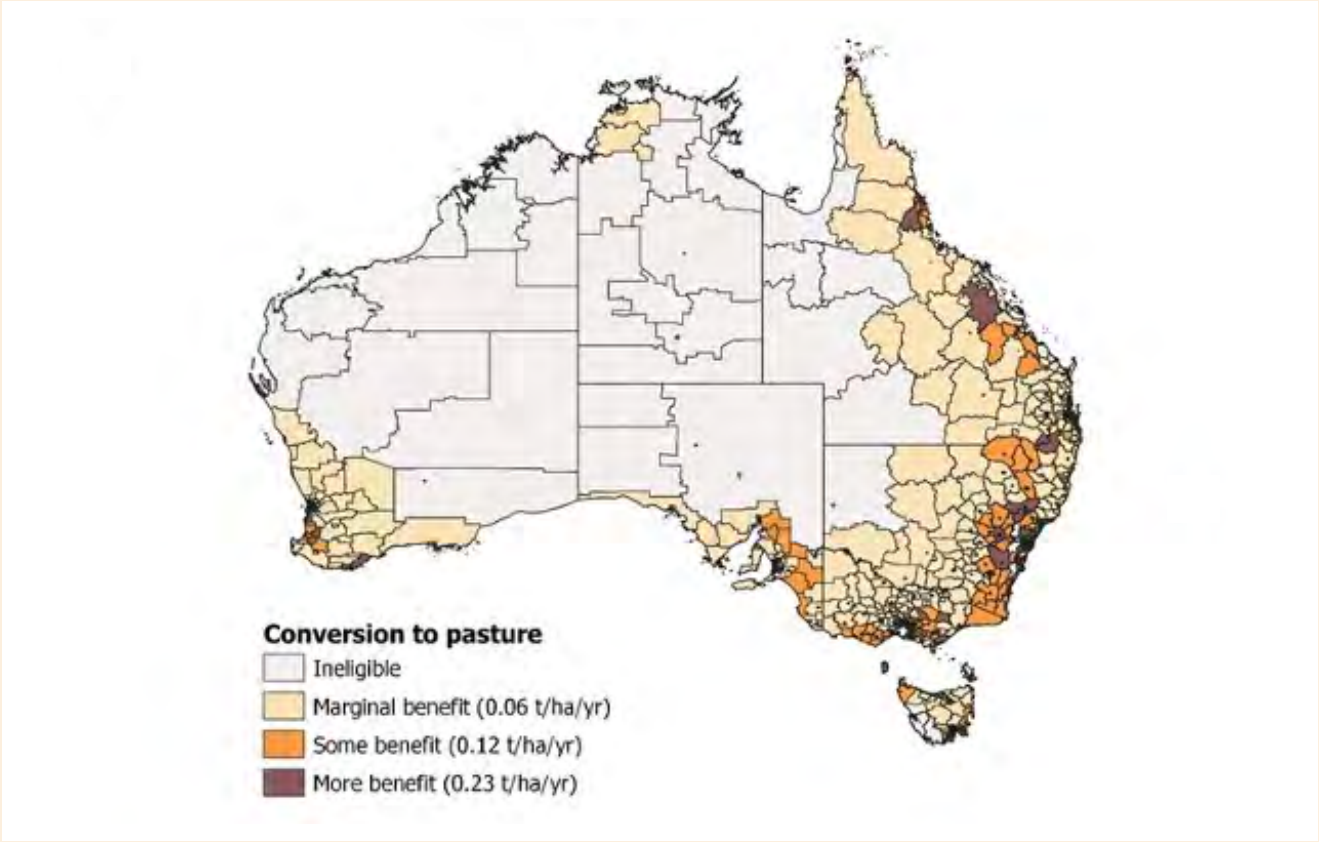 Conversion to pasture
Ineligible
Marginal benefit (0.06 t/ha/yr)
Some benefit (0.12 t/ha/yr)
More benefit (0.23 t/ha/yr)